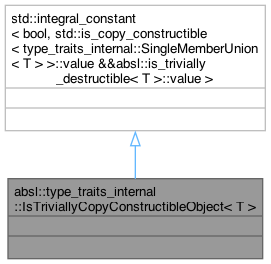 std::integral_constant
< bool, std::is_copy_constructible
< type_traits_internal::SingleMemberUnion
< T > >::value &&absl::is_trivially
_destructible< T >::value >
absl::type_traits_internal
::IsTriviallyCopyConstructibleObject< T >